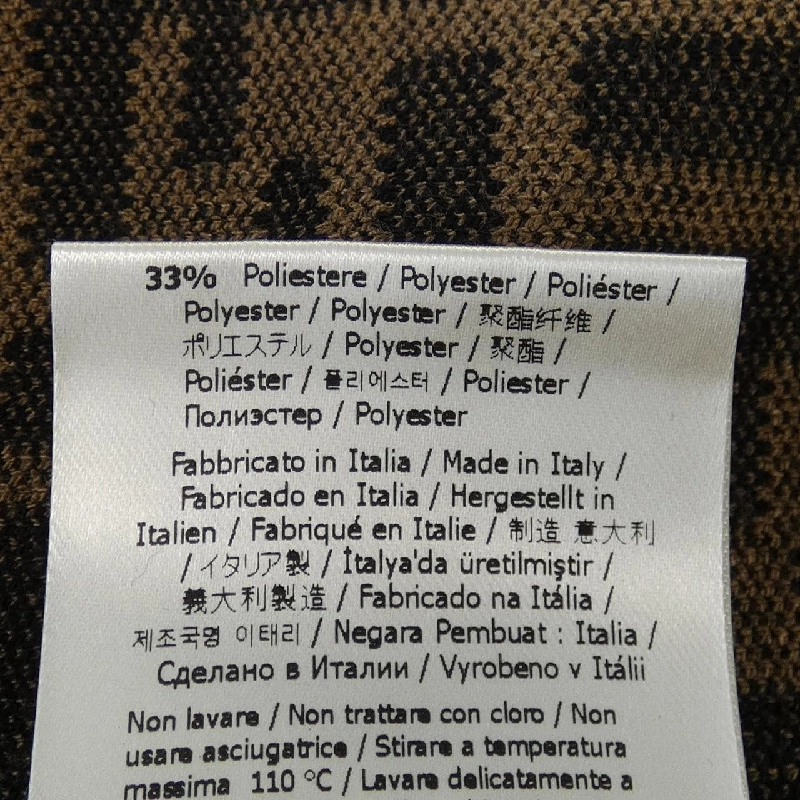 33% Poliestere / Polyester / Poliéster /
Polyester / Polyester / 聚酯纤维 /
ポリエステル / Polyester / 聚酯 /
Poliéster / 폴리에스터 / Poliester /
Полиэстер / Polyester
Fabbricato in Italia / Made in Italy /
Fabricado en Italia / Hergestellt in
Italien / Fabriqué en Italie / 制造 意大利
/ イタリア製 / İtalya'da üretilmiştir /
義大利製造 / Fabricado na Itália /
제조국명 이태리 / Negara Pembuat : Italia /
Сделано в Италии / Vyrobeno v Itálii
Non lavare / Non trattare con cloro / Non
usare asciugatrice / Stirare a temperatura
massima 110 °C / Lavare delicatamente a